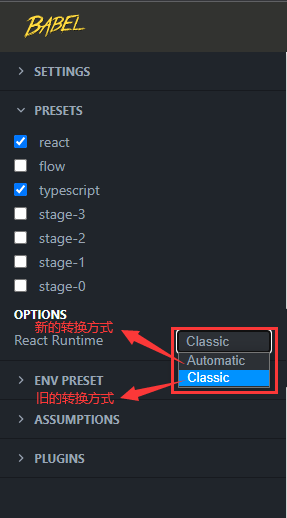 BABEL
SETTINGS
PRESETS
react
flow
typescript
stage-3
stage-2
stage-1
stage-0
OPTIONS
新的转换方式
React Runtime
Classic
Automatic
Classic
ENV PRESET
旧的转换方式
ASSUMPTIONS
PLUGINS